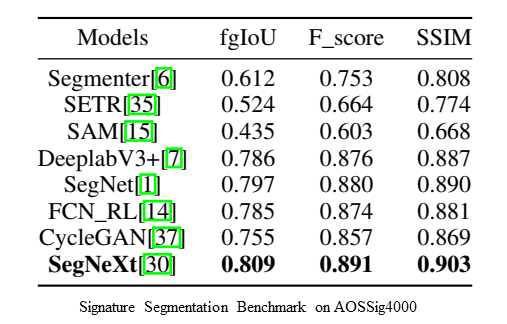 Models fgIoU F_score SSIM
Segmenter[6] 0.612 0.753 0.808
SETR[35] 0.524 0.664 0.774
SAM[15] 0.435 0.603 0.668
DeeplabV3+[7] 0.786 0.876 0.887
SegNet[1] 0.797 0.880 0.890
FCN_RL[14] 0.785 0.874 0.881
CycleGAN[37] 0.755 0.857 0.869
SegNeXt[30] 0.809 0.891 0.903
Signature Segmentation Benchmark on AOSSig4000